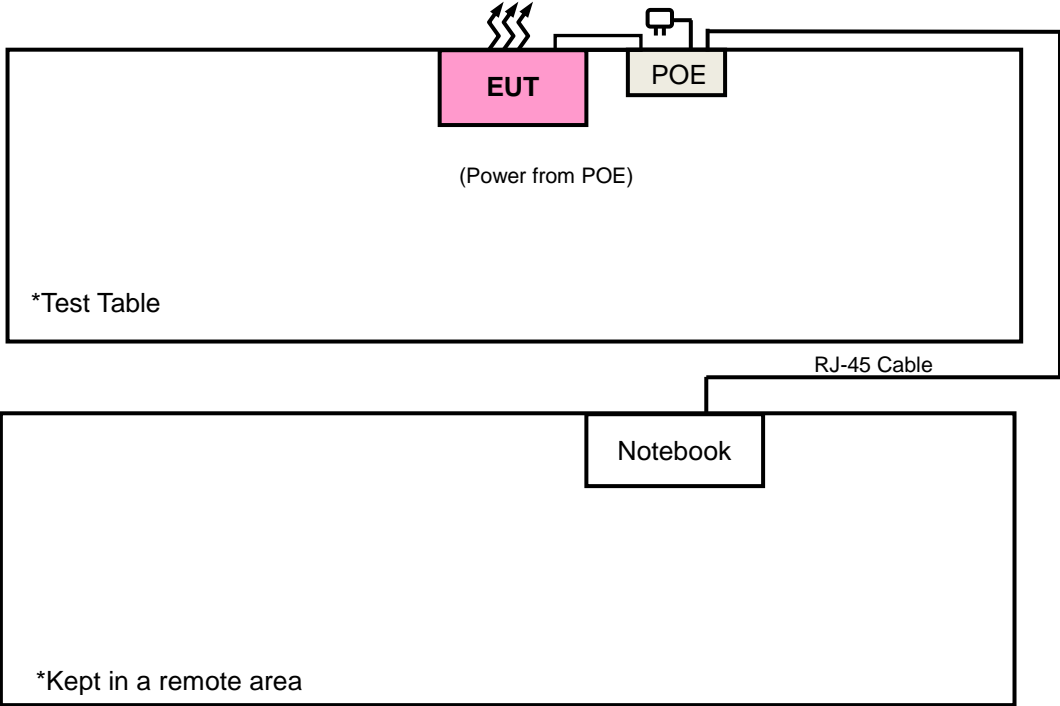 EUT
POE
(Power from POE)
*Test Table
RJ-45 Cable
Notebook
*Kept in a remote area